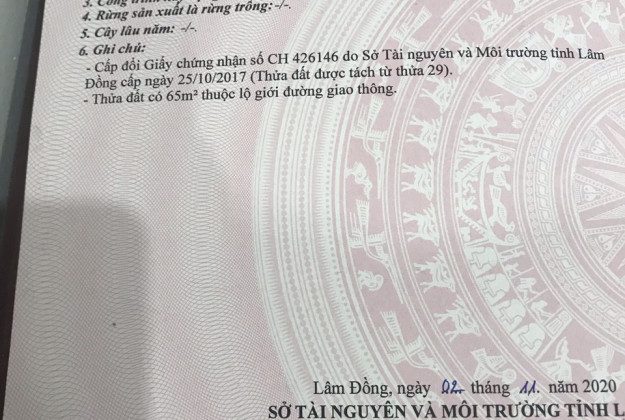 3. Công trình
4. Rừng sản xuất là rừng trồng: -/-.
5. Cây lâu năm: -/-.
6. Ghi chú:
- Cấp đổi Giấy chứng nhận số CH 426146 do Sở Tài nguyên và Môi trường tỉnh Lâm
Đồng cấp ngày 25/10/2017 (Thửa đất được tách từ thửa 29).
- Thửa đất có 65m² thuộc lộ giới đường giao thông.
Lâm Đồng, ngày 02 tháng 11. năm 2020
SỞ TÀI NGUYÊN VÀ MÔI TRƯỜNG TỈNH L